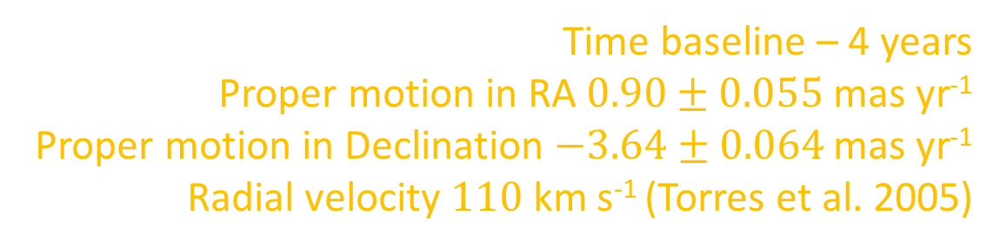 Time baseline – 4 years
Proper motion in RA 0.90 ± 0.055 mas yr⁻¹
Proper motion in Declination −3.64 ± 0.064 mas yr⁻¹
Radial velocity 110 km s⁻¹ (Torres et al. 2005)